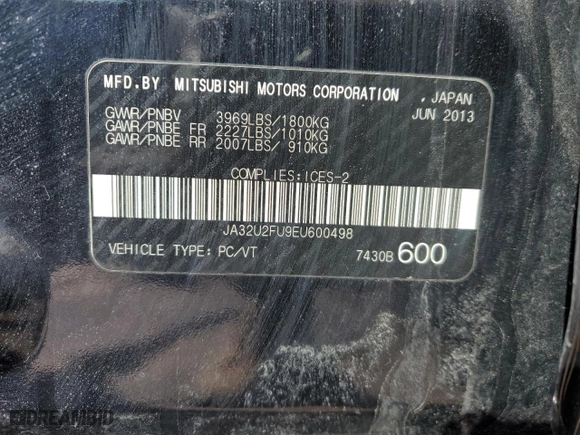 MFD.BY MITSUBISHI MOTORS CORPORATION , JAPAN
GWR/PNBV 3969LBS/1800KG JUN 2013
GAWR/PNBE FR 2227LBS/1010KG
GAWR/PNBE RR 2007LBS/ 910KG
COMPLIES:ICES-2
JA32U2FU9EU600498
VEHICLE TYPE: PC/VT 7430B 600
EIDREAMBID